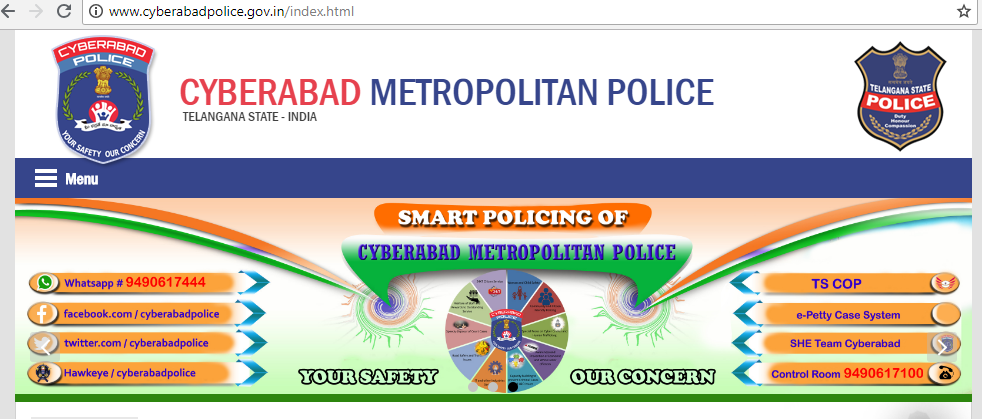 www.cyberabadpolice.gov.in/index.html
CYBERABAD
POLICE
YOUR SAFETY OUR CONCERN
CYBERABAD METROPOLITAN POLICE
TELANGANA STATE - INDIA
TELANGANA STATE
POLICE
Duty
Honour
Compassion
Menu
SMART POLICING OF
CYBERABAD METROPOLITAN POLICE
Whatsapp # 9490617444
facebook.com / cyberabadpolice
twitter.com / cyberabadpolice
Hawkeye / cyberabadpolice
TS COP
e-Petty Case System
SHE Team Cyberabad
Control Room 9490617100
YOUR SAFETY
OUR CONCERN